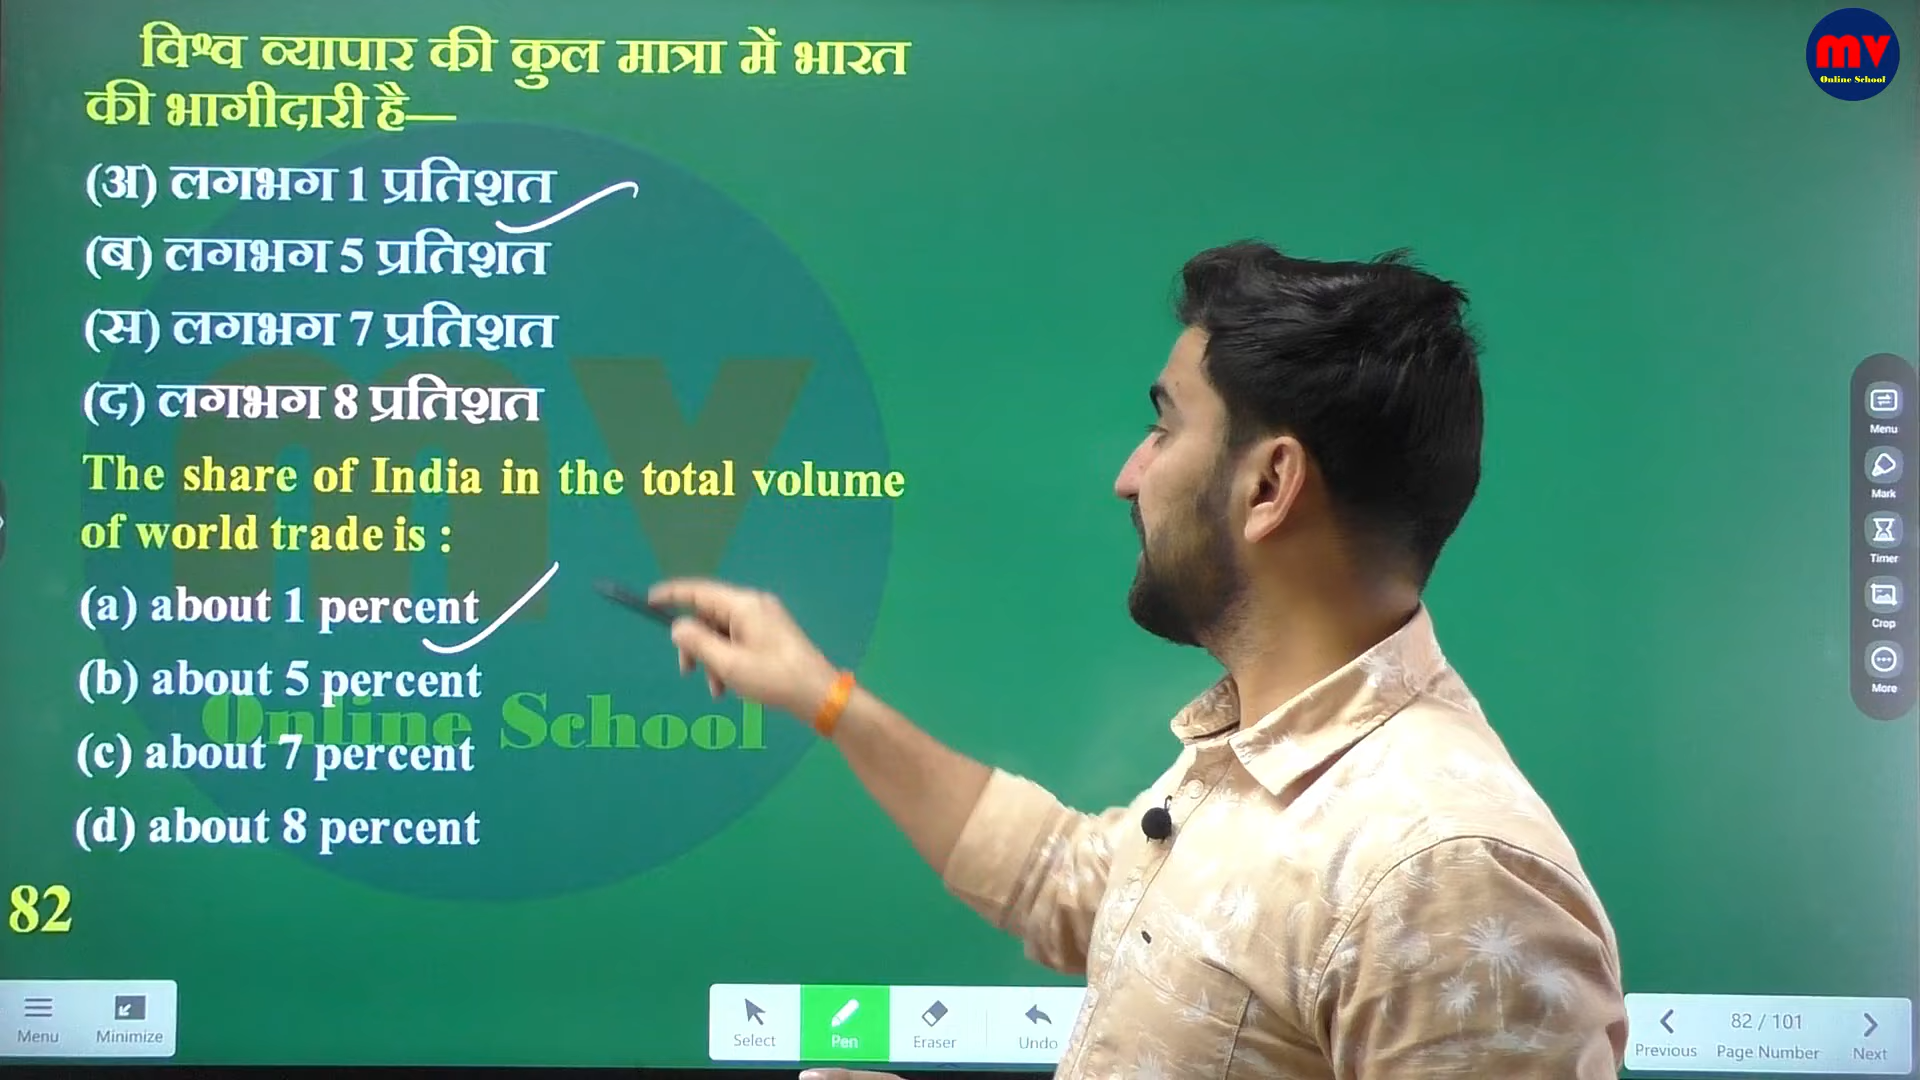 विश्व व्यापार की कुल मात्रा में भारत
की भागीदारी है—
(अ) लगभग 1 प्रतिशत
(ब) लगभग 5 प्रतिशत
(स) लगभग 7 प्रतिशत
(द) लगभग 8 प्रतिशत
The share of India in the total volume
of world trade is :
(a) about 1 percent
(b) about 5 percent
(c) about 7 percent
(d) about 8 percent
82
mv
Online School
mv
Online School
Menu
Mark
Timer
Crop
More
Menu
Minimize
Select
Pen
Eraser
Undo
Previous
82 / 101
Page Number
Next